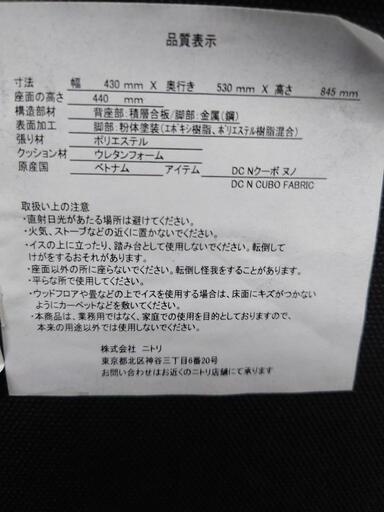 品質表示
寸法 幅 430 mm X 奥行き 530 mm X 高さ 845 mm
座面の高さ 440 mm
構造部材 背座部:積層合板/脚部:金属(鋼)
表面加工 脚部:粉体塗装(エポキシ樹脂、ポリエステル樹脂混合)
張り材 ポリエステル
クッション材 ウレタンフォーム
原産国 ベトナム アイテム DC Nクーボ ヌノ
DC N CUBO FABRIC
取扱い上の注意
・直射日光があたる場所は避けてください。
・火気、ストーブなどの近くに置かないでください。
・イスの上に立ったり、踏み台として使用しないでください。転倒して
けがをするおそれがあります。
・座面以外の所に座らないでください。転倒し怪我をすることがあります。
・平らな所で使用してください。
・ウッドフロアや畳などの上でイスを使用する場合は、床面にキズがつかない
ようにカーペットなどを敷いてください。
・本商品は、業務用ではなく、家庭での使用を目的としておりますので、
本来の用途以外では使用しないでください。
株式会社 ニトリ
東京都北区神谷三丁目6番20号
お問い合わせはお近くのニトリ店舗にて承ります